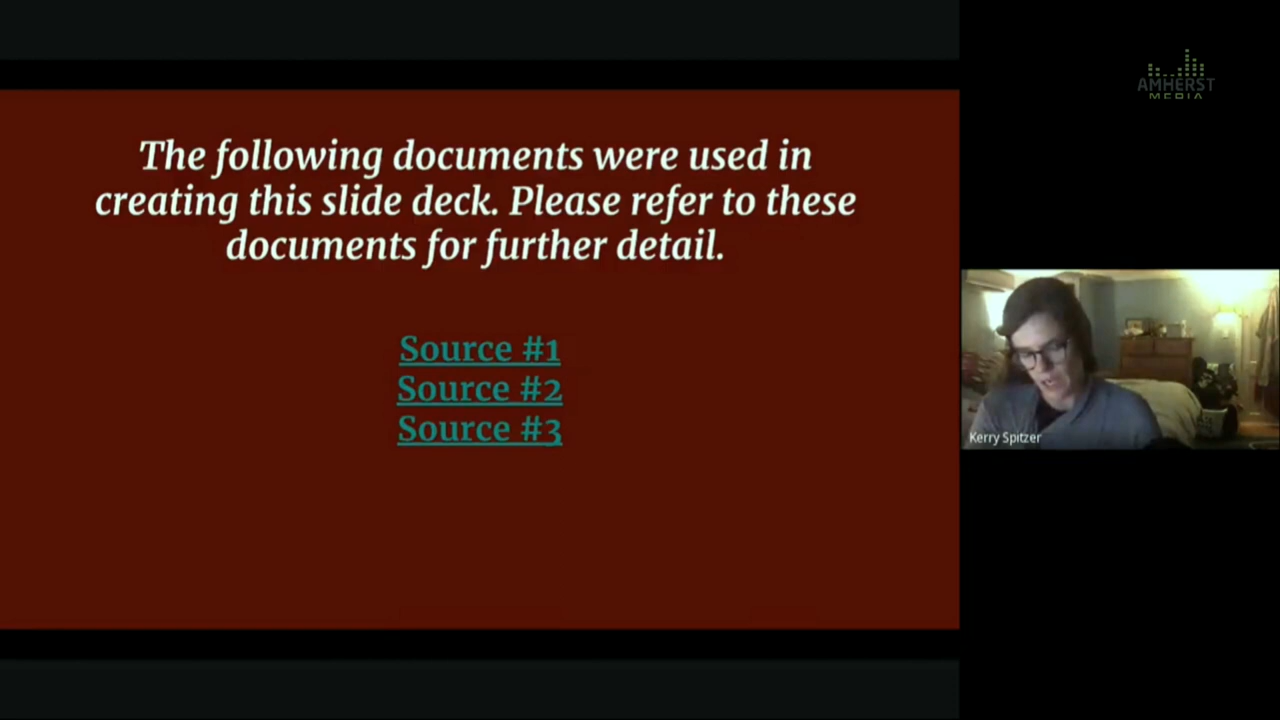 The following documents were used in
creating this slide deck. Please refer to these
documents for further detail.
Source #1
Source #2
Source #3
AMHERST
MEDIA
Kerry Spitzer